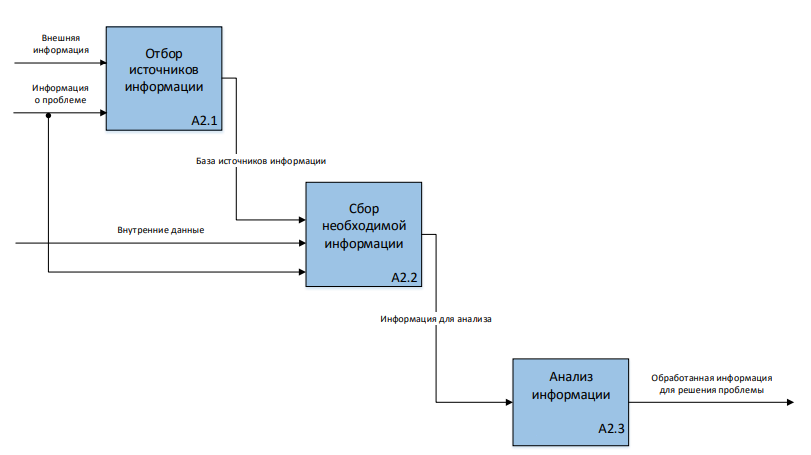 Внешняя
информация
Информация
о проблеме
Отбор
источников
информации
A2.1
База источников информации
Внутренние данные
Сбор
необходимой
информации
A2.2
Информация для анализа
Анализ
информации
A2.3
Обработанная информация
для решения проблемы